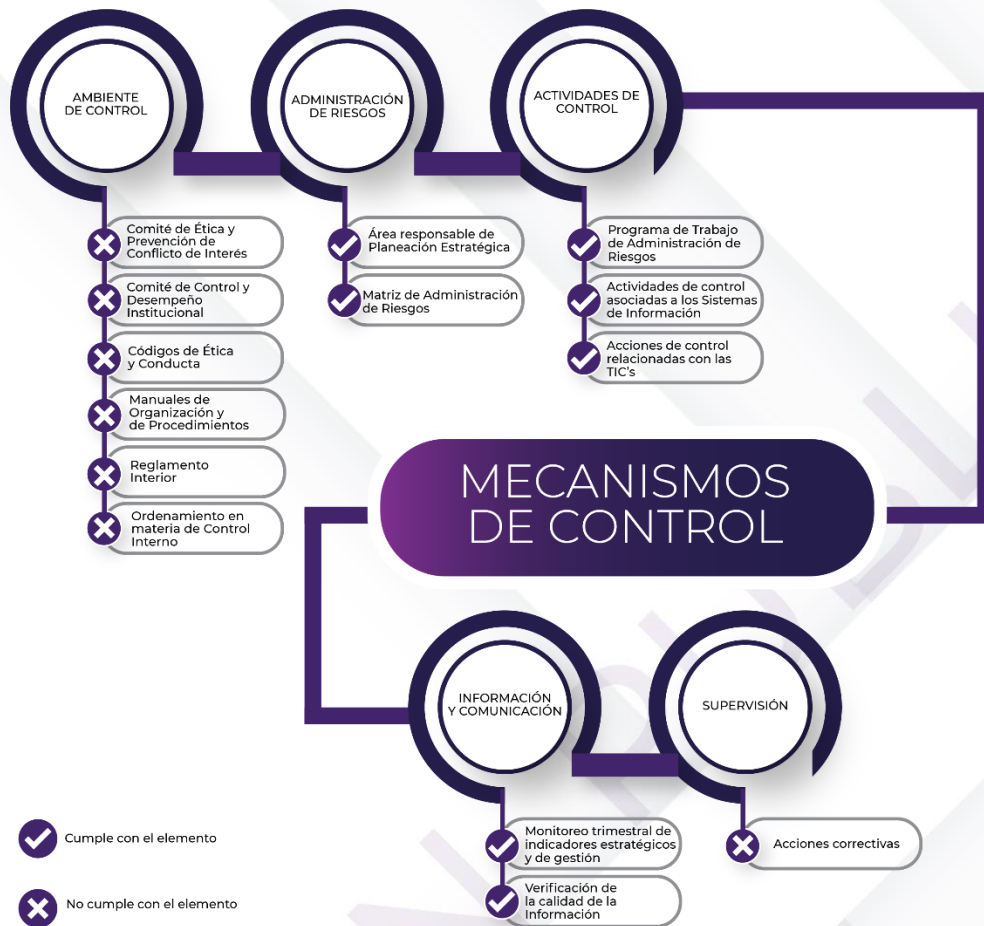 AMBIENTE
DE CONTROL
ADMINISTRACIÓN
DE RIESGOS
ACTIVIDADES DE
CONTROL
Comité de Ética y
Prevención de
Conflicto de Interés
Comité de Control y
Desempeño
Institucional
Códigos de Ética
y Conducta
Manuales de
Organización y
de Procedimientos
Reglamento
Interior
Ordenamiento en
materia de Control
Interno
Área responsable de
Planeación Estratégica
Matriz de Administración
de Riesgos
Programa de Trabajo
de Administración de
Riesgos
Actividades de control
asociadas a los Sistemas
de Información
Acciones de control
relacionadas con las
TIC's
MECANISMOS
DE CONTROL
INFORMACIÓN
Y COMUNICACIÓN
SUPERVISIÓN
Monitoreo trimestral de
indicadores estratégicos
y de gestión
Verificación de
la calidad de la
Información
Acciones correctivas
Cumple con el elemento
No cumple con el elemento